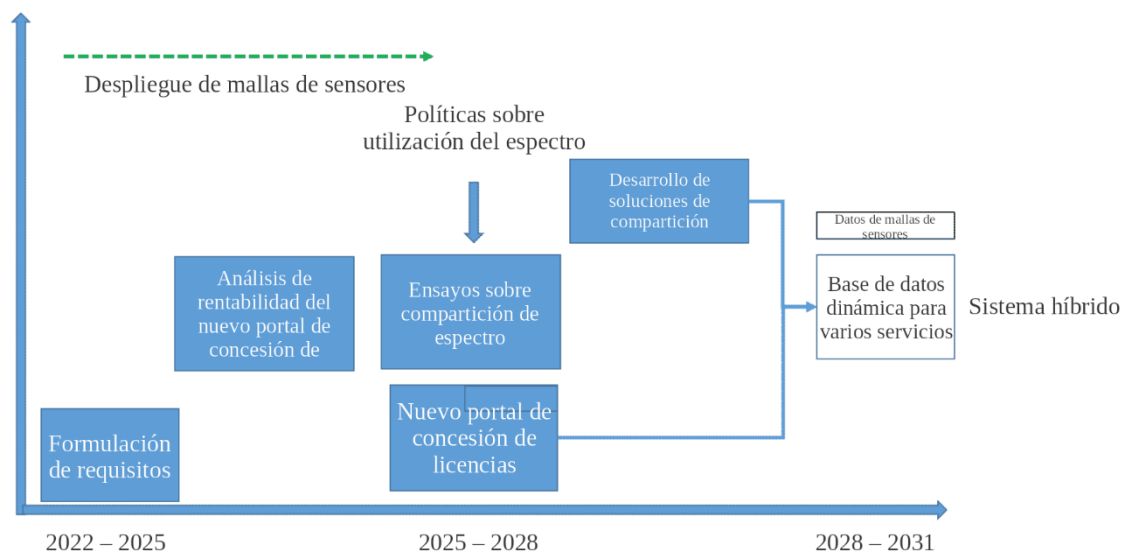 Despliegue de mallas de sensores
Políticas sobre
utilización del espectro
Desarrollo de
soluciones de
compartición
Datos de mallas de
sensores
Análisis de
rentabilidad del
nuevo portal de
concesión de
Ensayos sobre
compartición de
espectro
Base de datos
dinámica para
varios servicios
Sistema híbrido
Nuevo portal de
concesión de
licencias
Formulación
de requisitos
2022 – 2025
2025 – 2028
2028 – 2031